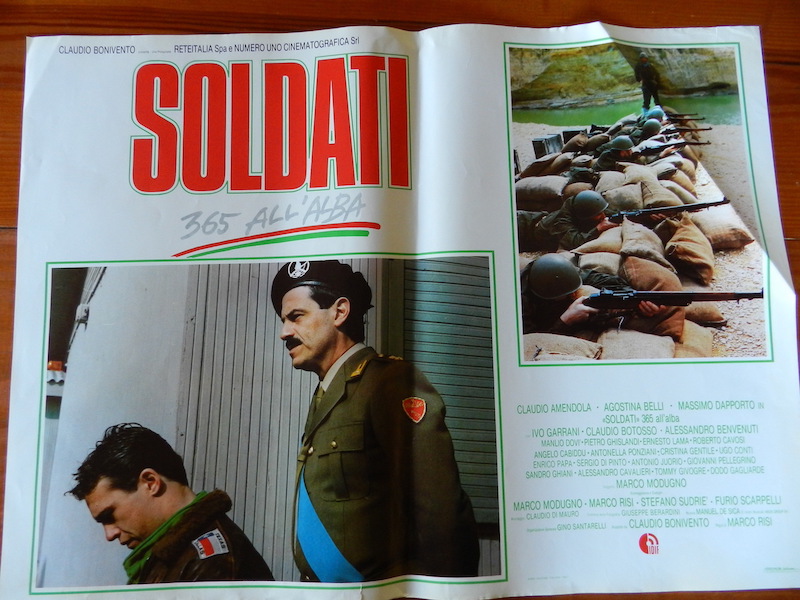 CLAUDIO BONIVENTO RETEITALIA Spa e NUMERO UNO CINEMATOGRAFICA Srl
SOLDATI
365 ALL'ALBA
CLAUDIO AMENDOLA · AGOSTINA BELLI · MASSIMO DAPPORTO IN
«SOLDATI» 365 all'alba
IVO GARRANI · CLAUDIO BOTOSSO · ALESSANDRO BENVENUTI
MANLIO DOVI · PIETRO GHISLANDI · ERNESTO LAMA · ROBERTO CAVOSI
ANGELO CABIDDU · ANTONELLA PONZIANI · CRISTINA GENTILE · UGO CONTI
ENRICO PAPA · SERGIO DI PINTO · ANTONIO JUORIO · GIOVANNI PELLEGRINO
SANDRO GHIANI · ALESSANDRO CAVALIERI · TOMMY GIVOGRE · DODO GAGLIARDE
MARCO MODUGNO
MARCO MODUGNO · MARCO RISI · STEFANO SUDRIE' · FURIO SCARPELLI
CLAUDIO DI MAURO GIUSEPPE BERARDINI MANUEL DE SICA
GINO SANTARELLI CLAUDIO BONIVENTO MARCO RISI